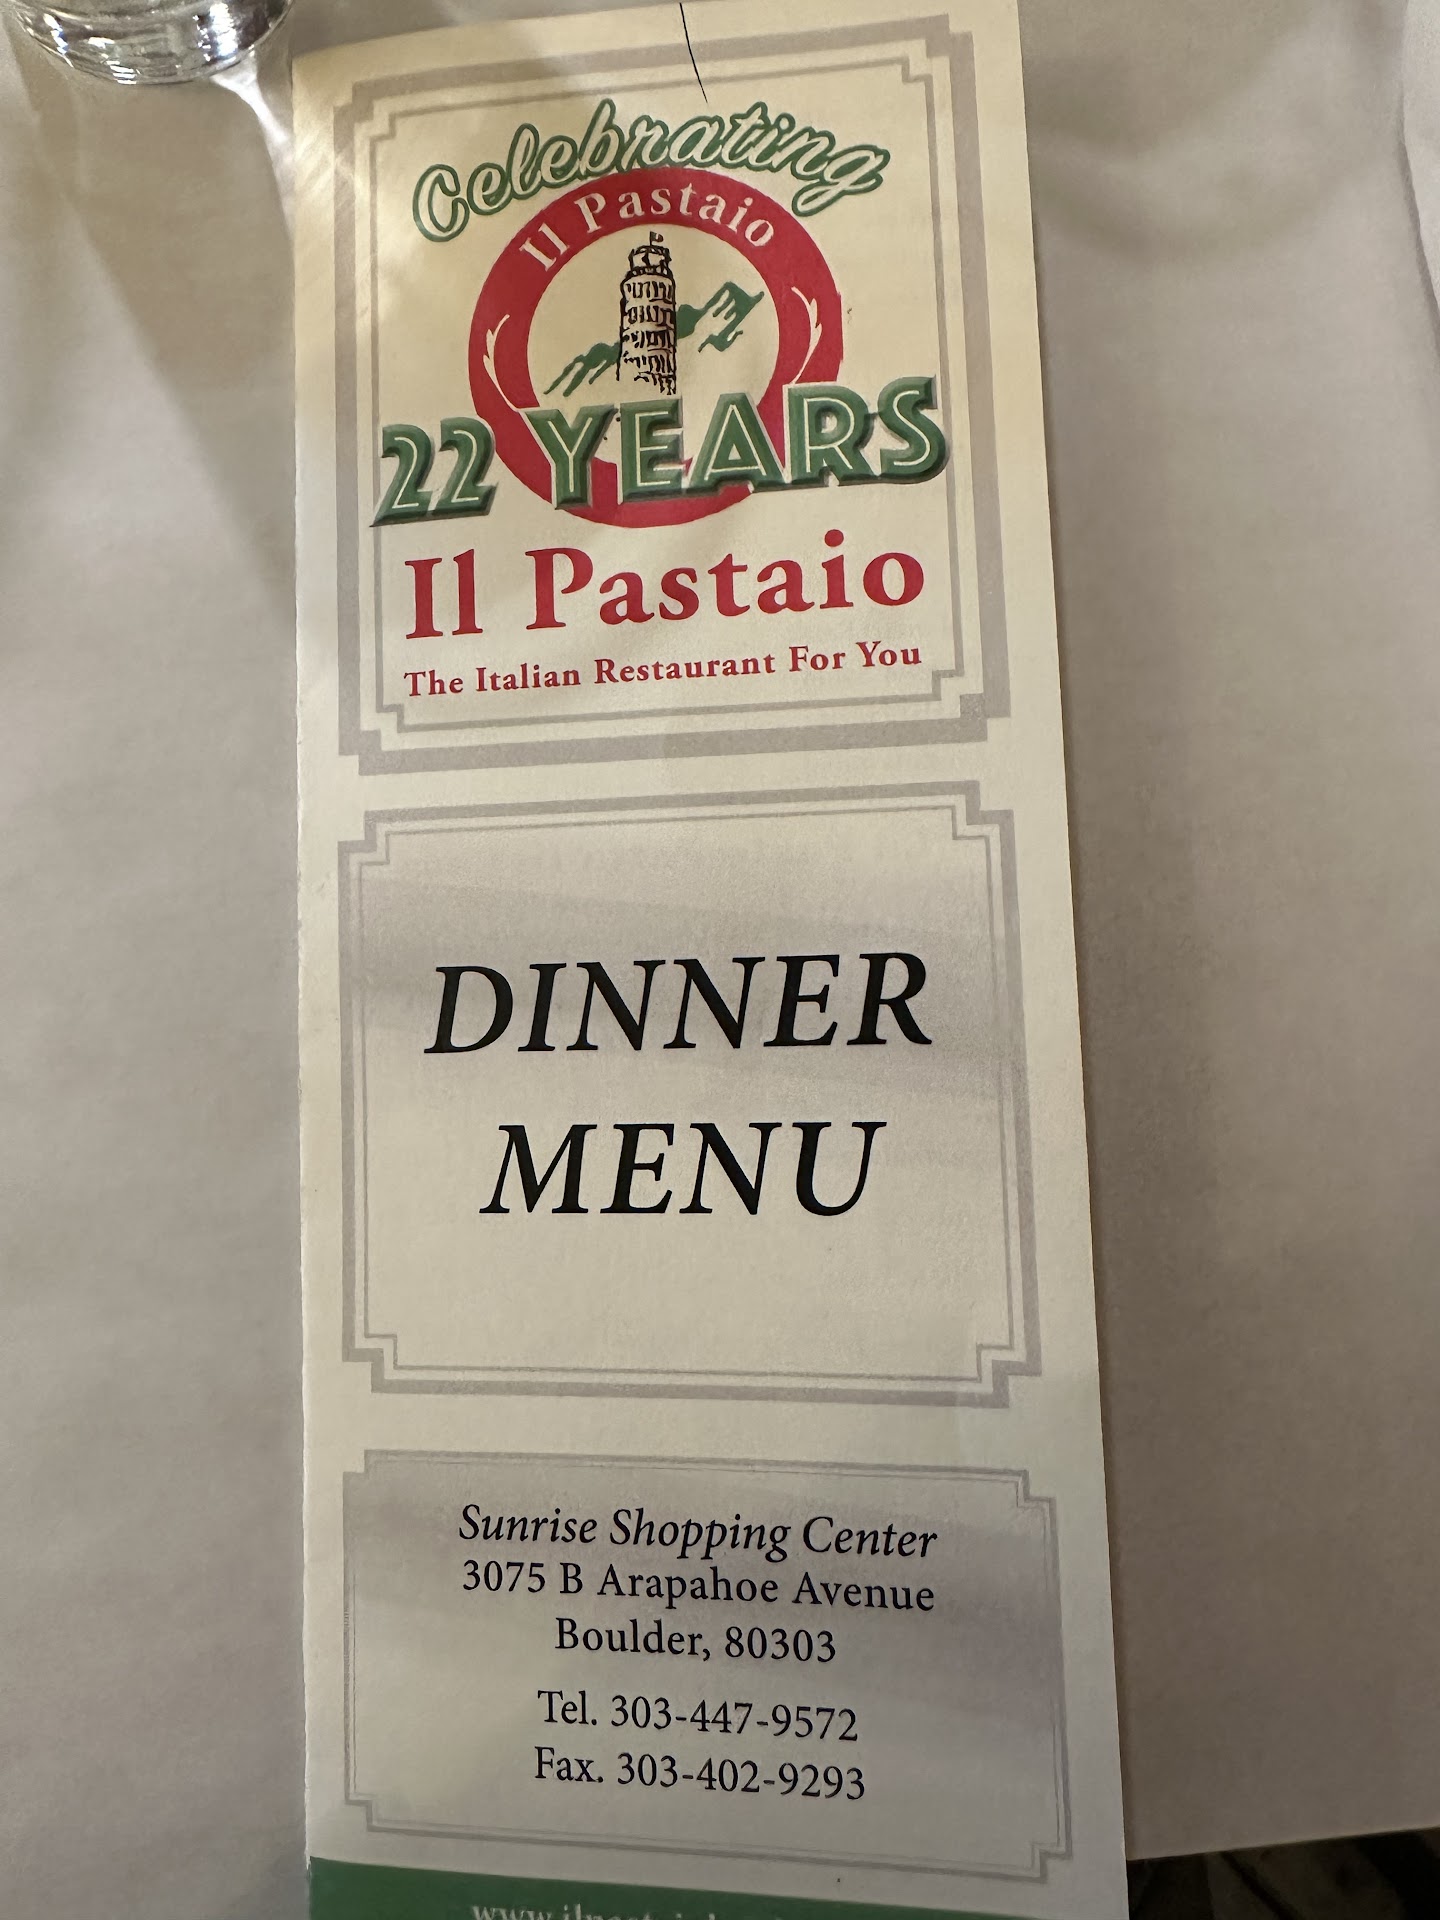 Celebrating
Il Pastaio
22 YEARS
Il Pastaio
The Italian Restaurant For You
DINNER
MENU
Sunrise Shopping Center
3075 B Arapahoe Avenue
Boulder, 80303
Tel. 303-447-9572
Fax. 303-402-9293